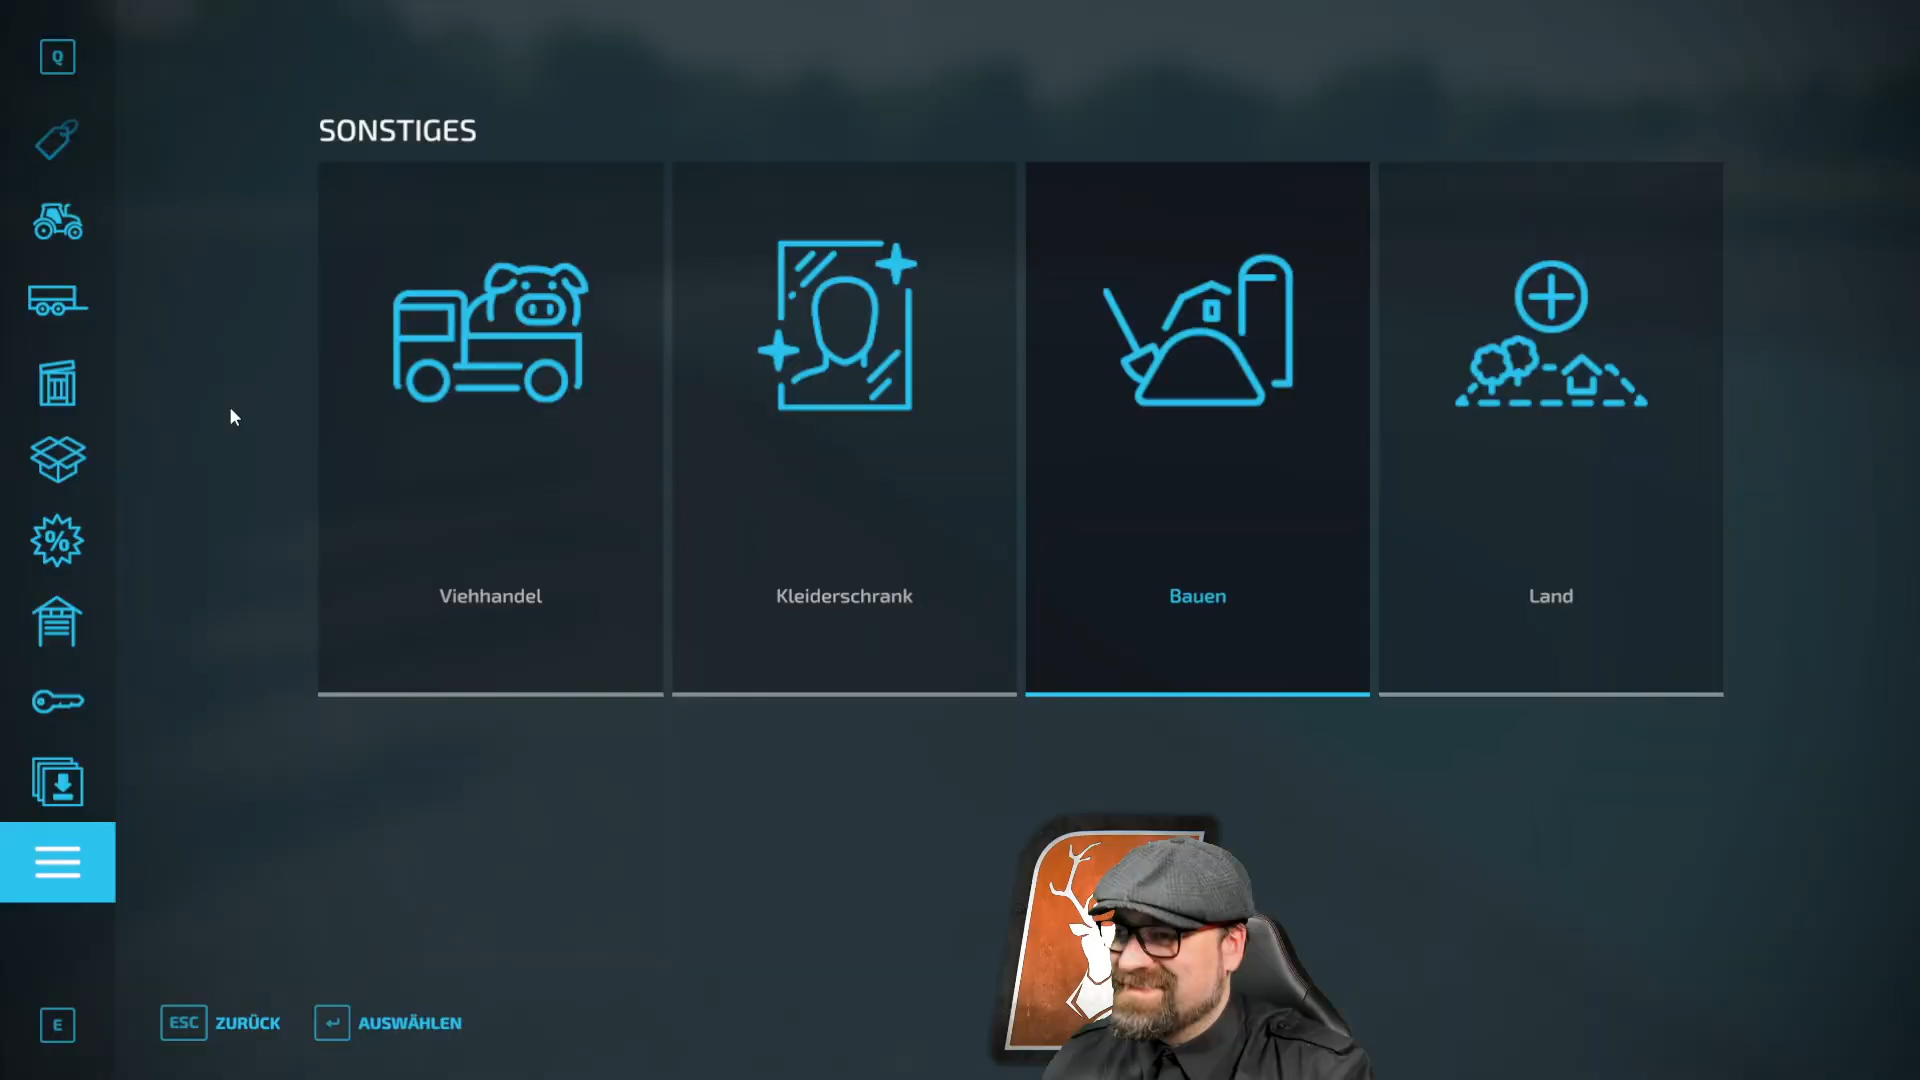 Q
SONSTIGES
%
Viehhandel
Kleiderschrank
Bauen
Land
E
ESC ZURÜCK
↵ AUSWÄHLEN